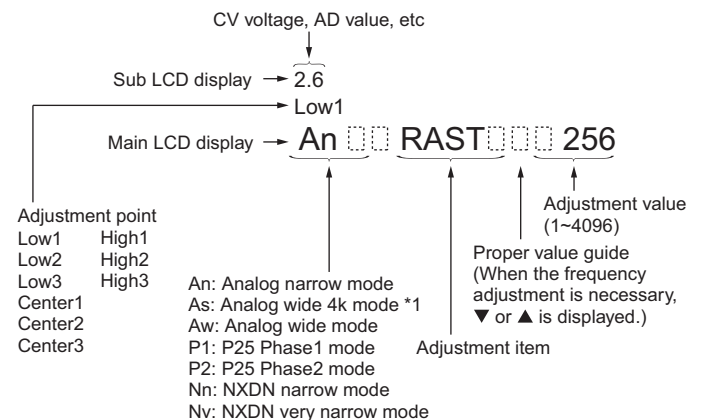 CV voltage, AD value, etc
Sub LCD display 2.6
Low1
Main LCD display An RAST 256
Adjustment point
Low1 High1
Low2 High2
Low3 High3
Center1
Center2
Center3
An: Analog narrow mode
As: Analog wide 4k mode *1
Aw: Analog wide mode
P1: P25 Phase1 mode
P2: P25 Phase2 mode
Nn: NXDN narrow mode
Nv: NXDN very narrow mode
Adjustment item
Proper value guide
(When the frequency
adjustment is necessary,
▼ or ▲ is displayed.)
Adjustment value
(1~4096)